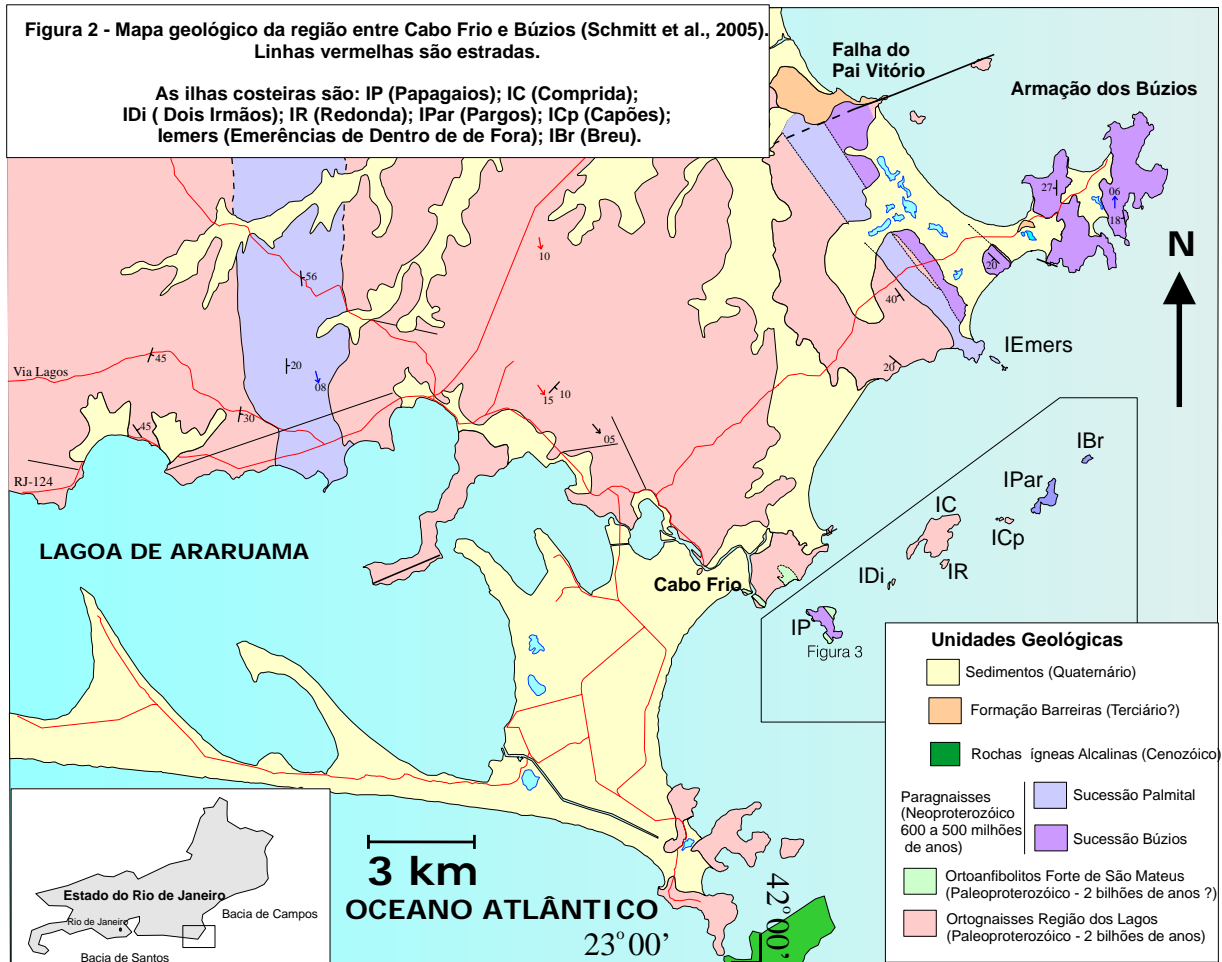 Figura 2 - Mapa geológico da região entre Cabo Frio e Búzios (Schmitt et al., 2005).
Linhas vermelhas são estradas.
As ilhas costeiras são: IP (Papagaios); IC (Comprida);
IDi ( Dois Irmãos); IR (Redonda); IPar (Pargos); ICp (Capões);
Iemers (Emerências de Dentro de de Fora); IBr (Breu).
Falha do
Pai Vitório
Armação dos Búzios
27
06
18
N
56
10
20
40
20
IEmers
20
08
Via Lagos
45
15
10
30
45
05
RJ-124
IBr
IPar
IC
ICp
LAGOA DE ARARUAMA
IR
IDi
Cabo Frio
IP
Figura 3
Unidades Geológicas
Sedimentos (Quaternário)
Formação Barreiras (Terciário?)
Rochas ígneas Alcalinas (Cenozóico)
Paragnaisses
(Neoproterozóico
600 a 500 milhões
de anos)
Sucessão Palmital
Sucessão Búzios
Ortoanfibolitos Forte de São Mateus
(Paleoproterozóico - 2 bilhões de anos ?)
Ortognaisses Região dos Lagos
(Paleoproterozóico - 2 bilhões de anos)
3 km
OCEANO ATLÂNTICO
23°00'
42°00'
Estado do Rio de Janeiro
Rio de Janeiro
Bacia de Campos
Bacia de Santos